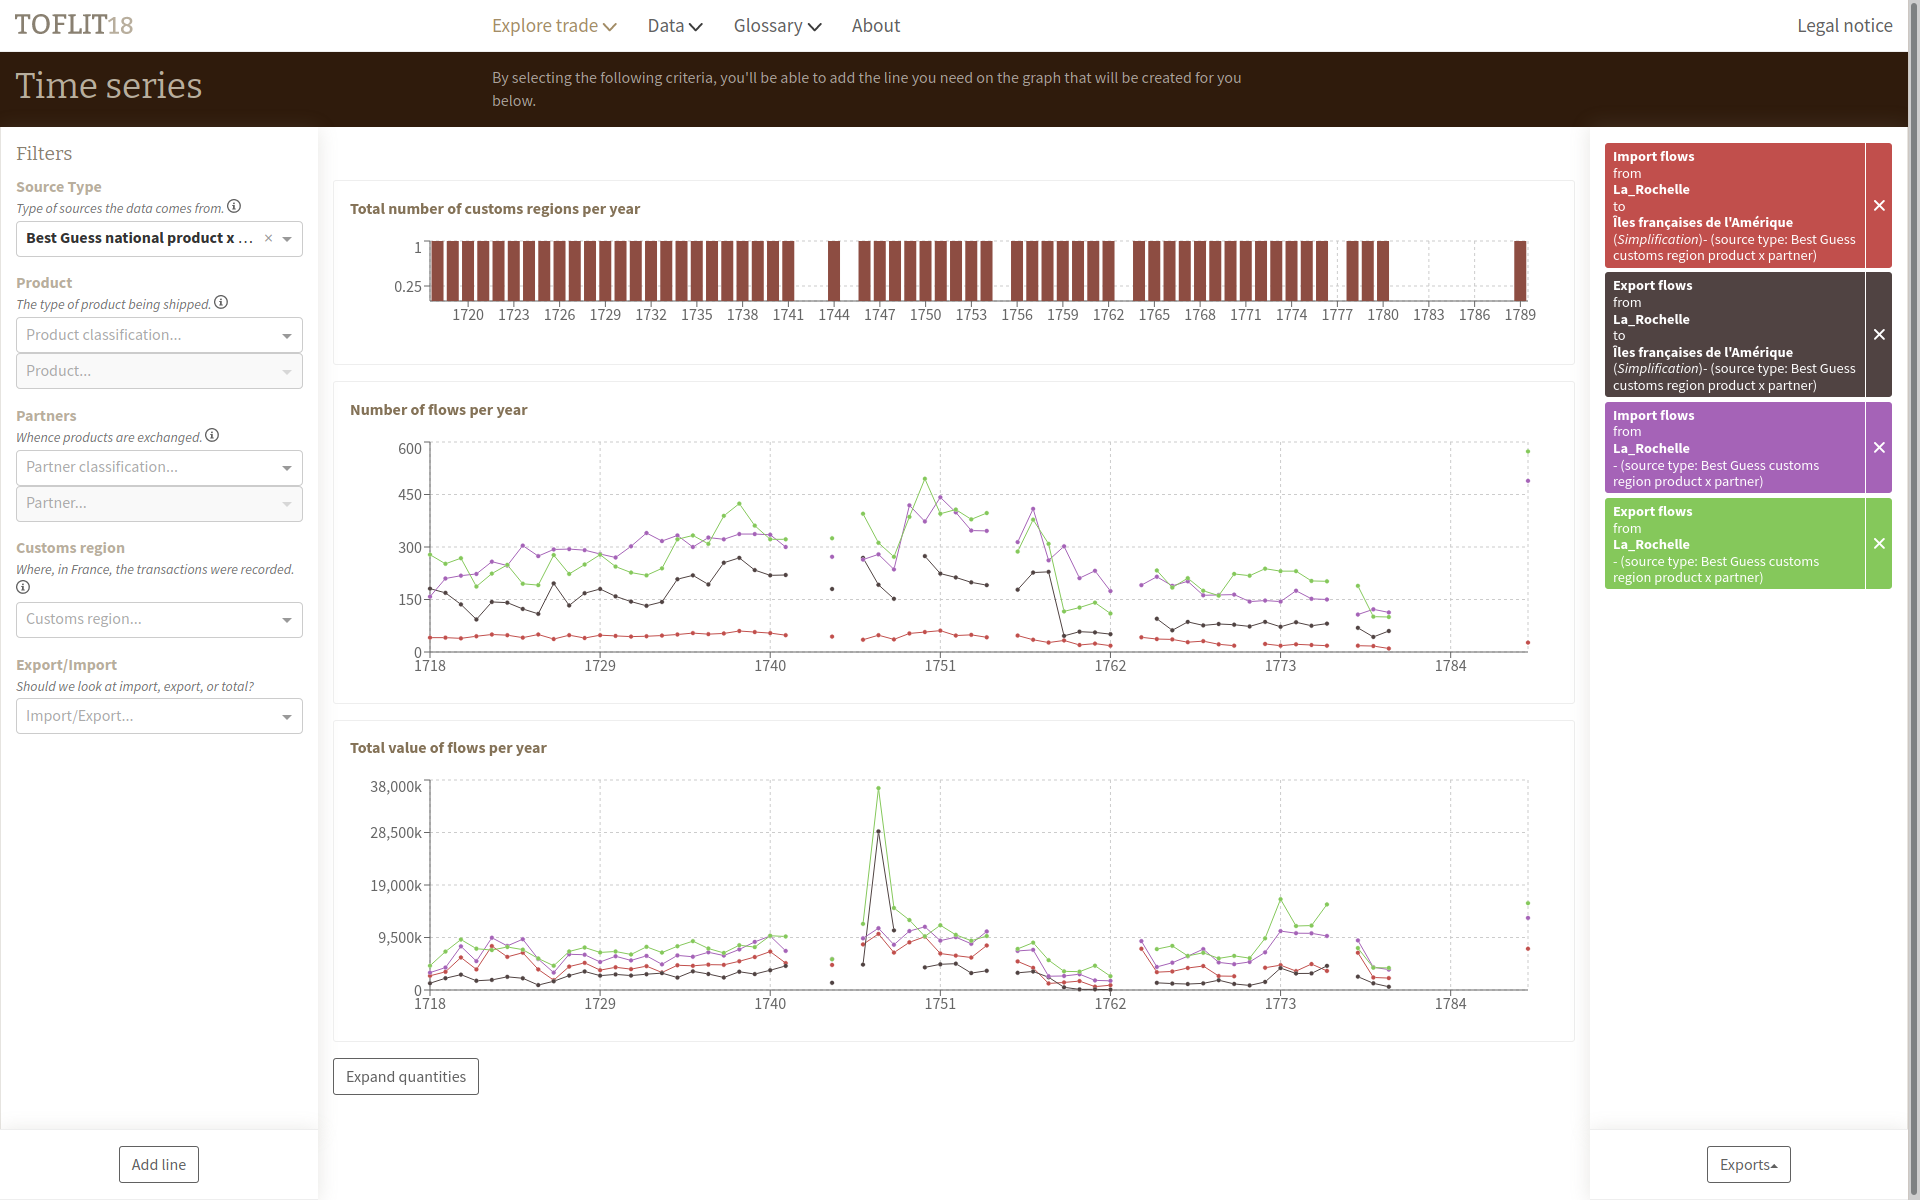 TOFLIT18
Explore trade
Data
Glossary
About
Legal notice
Time series
By selecting the following criteria, you'll be able to add the line you need on the graph that will be created for you
below.
Filters
Source Type
Type of sources the data comes from.
Best Guess national product x ...
Product
The type of product being shipped.
Product classification...
Product...
Partners
Whence products are exchanged.
Partner classification...
Partner...
Customs region
Where, in France, the transactions were recorded.
Customs region...
Export/Import
Should we look at import, export, or total?
Import/Export...
Add line
Total number of customs regions per year
1
0.25
1720 1723 1726 1729 1732 1735 1738 1741 1744 1747 1750 1753 1756 1759 1762 1765 1768 1771 1774 1777 1780 1783 1786 1789
Number of flows per year
600
450
300
150
0
1718 1729 1740 1751 1762 1773 1784
Total value of flows per year
38,000k
28,500k
19,000k
9,500k
0
1718 1729 1740 1751 1762 1773 1784
Expand quantities
Import flows
from
La_Rochelle
to
Îles françaises de l'Amérique
(Simplification)- (source type: Best Guess
customs region product x partner)
Export flows
from
La_Rochelle
to
Îles françaises de l'Amérique
(Simplification)- (source type: Best Guess
customs region product x partner)
Import flows
from
La_Rochelle
- (source type: Best Guess customs
region product x partner)
Export flows
from
La_Rochelle
- (source type: Best Guess customs
region product x partner)
Exports